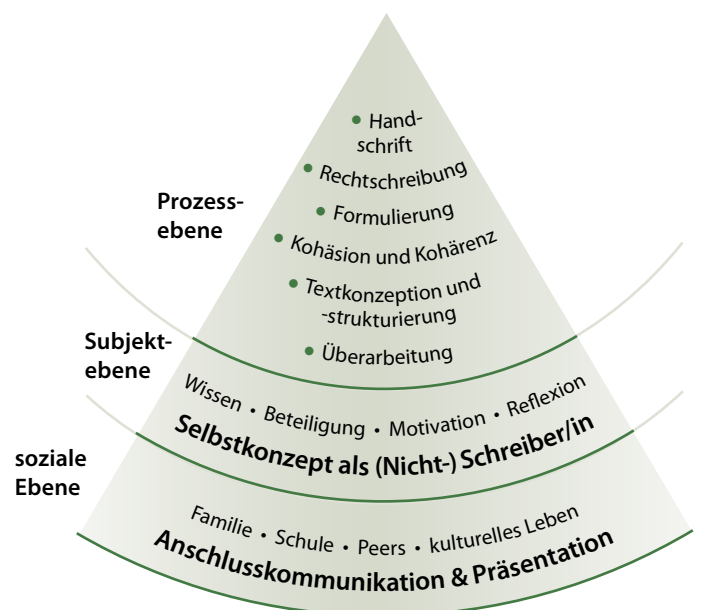 • Hand-
schrift
• Rechtschreibung
Prozess-
ebene
• Formulierung
• Kohäsion und Kohärenz
• Textkonzeption und
-strukturierung
• Überarbeitung
Subjekt-
ebene
Wissen • Beteiligung • Motivation • Reflexion
Selbstkonzept als (Nicht-) Schreiber/in
soziale
Ebene
Familie • Schule • Peers • kulturelles Leben
Anschlusskommunikation & Präsentation